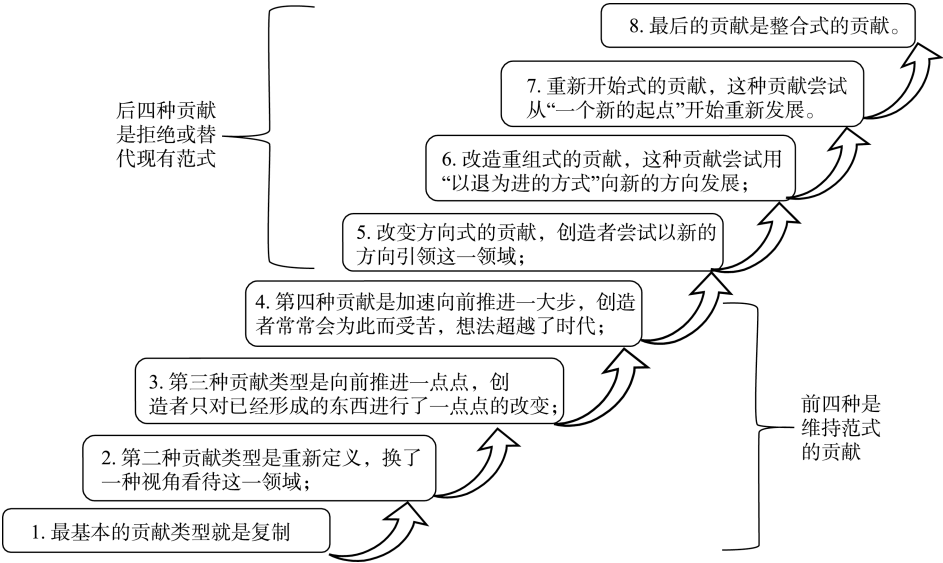 8. 最后的贡献是整合式的贡献。
7. 重新开始式的贡献，这种贡献尝试
从“一个新的起点”开始重新发展。
后四种贡献
是拒绝或替
代现有范式
6. 改造重组式的贡献，这种贡献尝试用
“以退为进的方式”向新的方向发展；
5. 改变方向式的贡献，创造者尝试以新的
方向引领这一领域；
4. 第四种贡献是加速向前推进一大步，创造
者常常会为此而受苦，想法超越了时代；
3. 第三种贡献类型是向前推进一点点，创
造者只对已经形成的东西进行了一点点的改变；
前四种是
维持范式
的贡献
2. 第二种贡献类型是重新定义，换了
一种视角看待这一领域；
1. 最基本的贡献类型就是复制